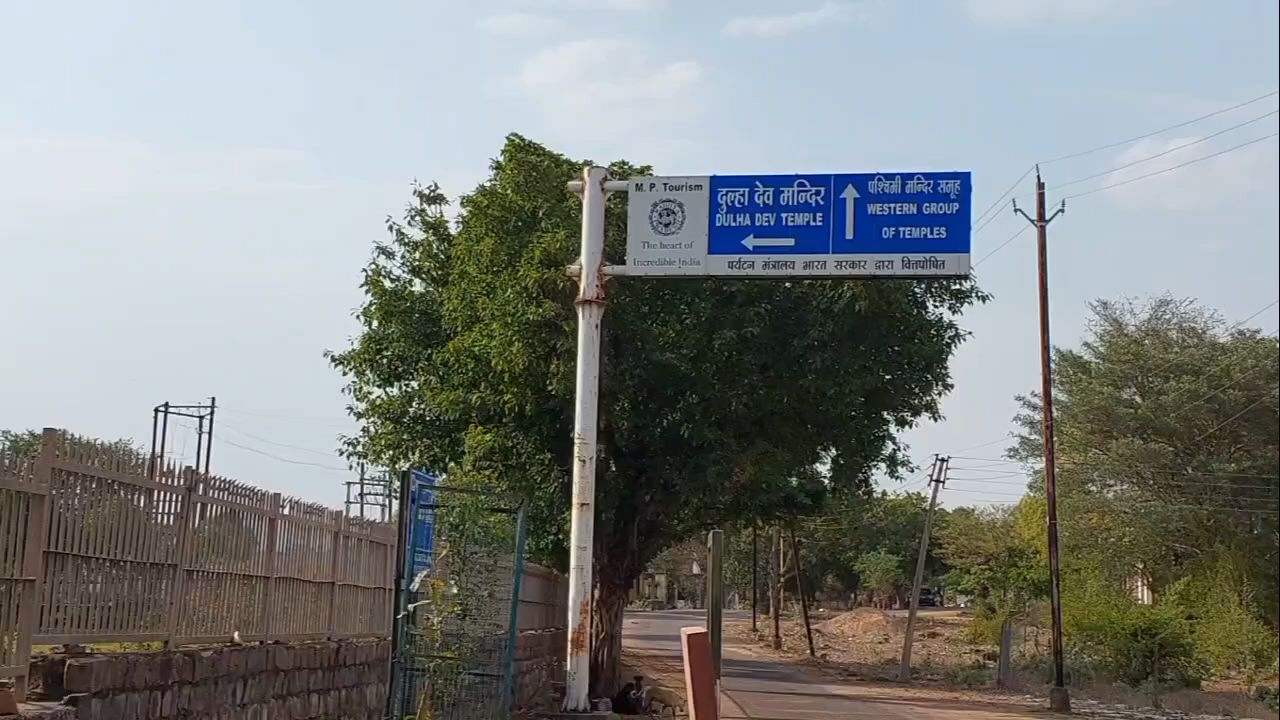 M. P. Tourism
The heart of
Incredible India
दुल्हा देव मन्दिर
DULHA DEV TEMPLE
पश्चिमी मन्दिर समूह
WESTERN GROUP
OF TEMPLES
पर्यटन मंत्रालय भारत सरकार द्वारा वित्तपोषित